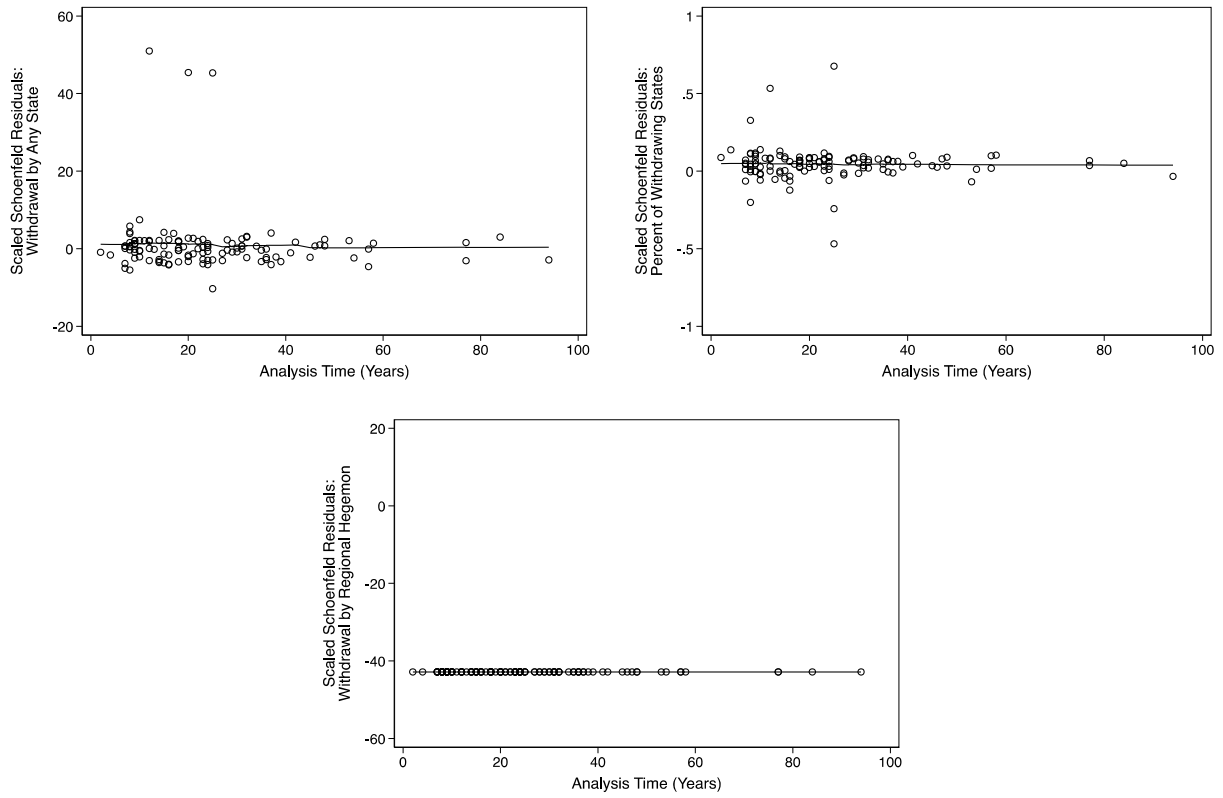 Scaled Schoenfeld Residuals:
Withdrawal by Any State
60
40
20
0
-20
0 20 40 60 80 100
Analysis Time (Years)
Scaled Schoenfeld Residuals:
Percent of Withdrawing States
1
.5
0
-.5
-1
0 20 40 60 80 100
Analysis Time (Years)
Scaled Schoenfeld Residuals:
Withdrawal by Regional Hegemon
20
0
-20
-40
-60
0 20 40 60 80 100
Analysis Time (Years)